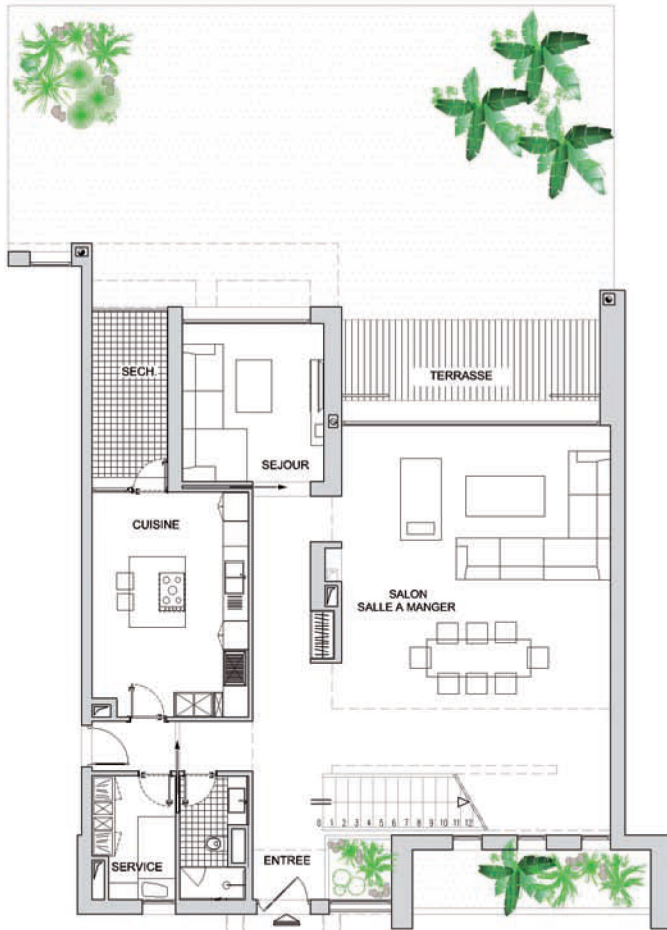 SECH.
TERRASSE
SEJOUR
CUISINE
SALON
SALLE A MANGER
0 1 2 3 4 5 6 7 8 9 10 11 12
SERVICE
ENTREE